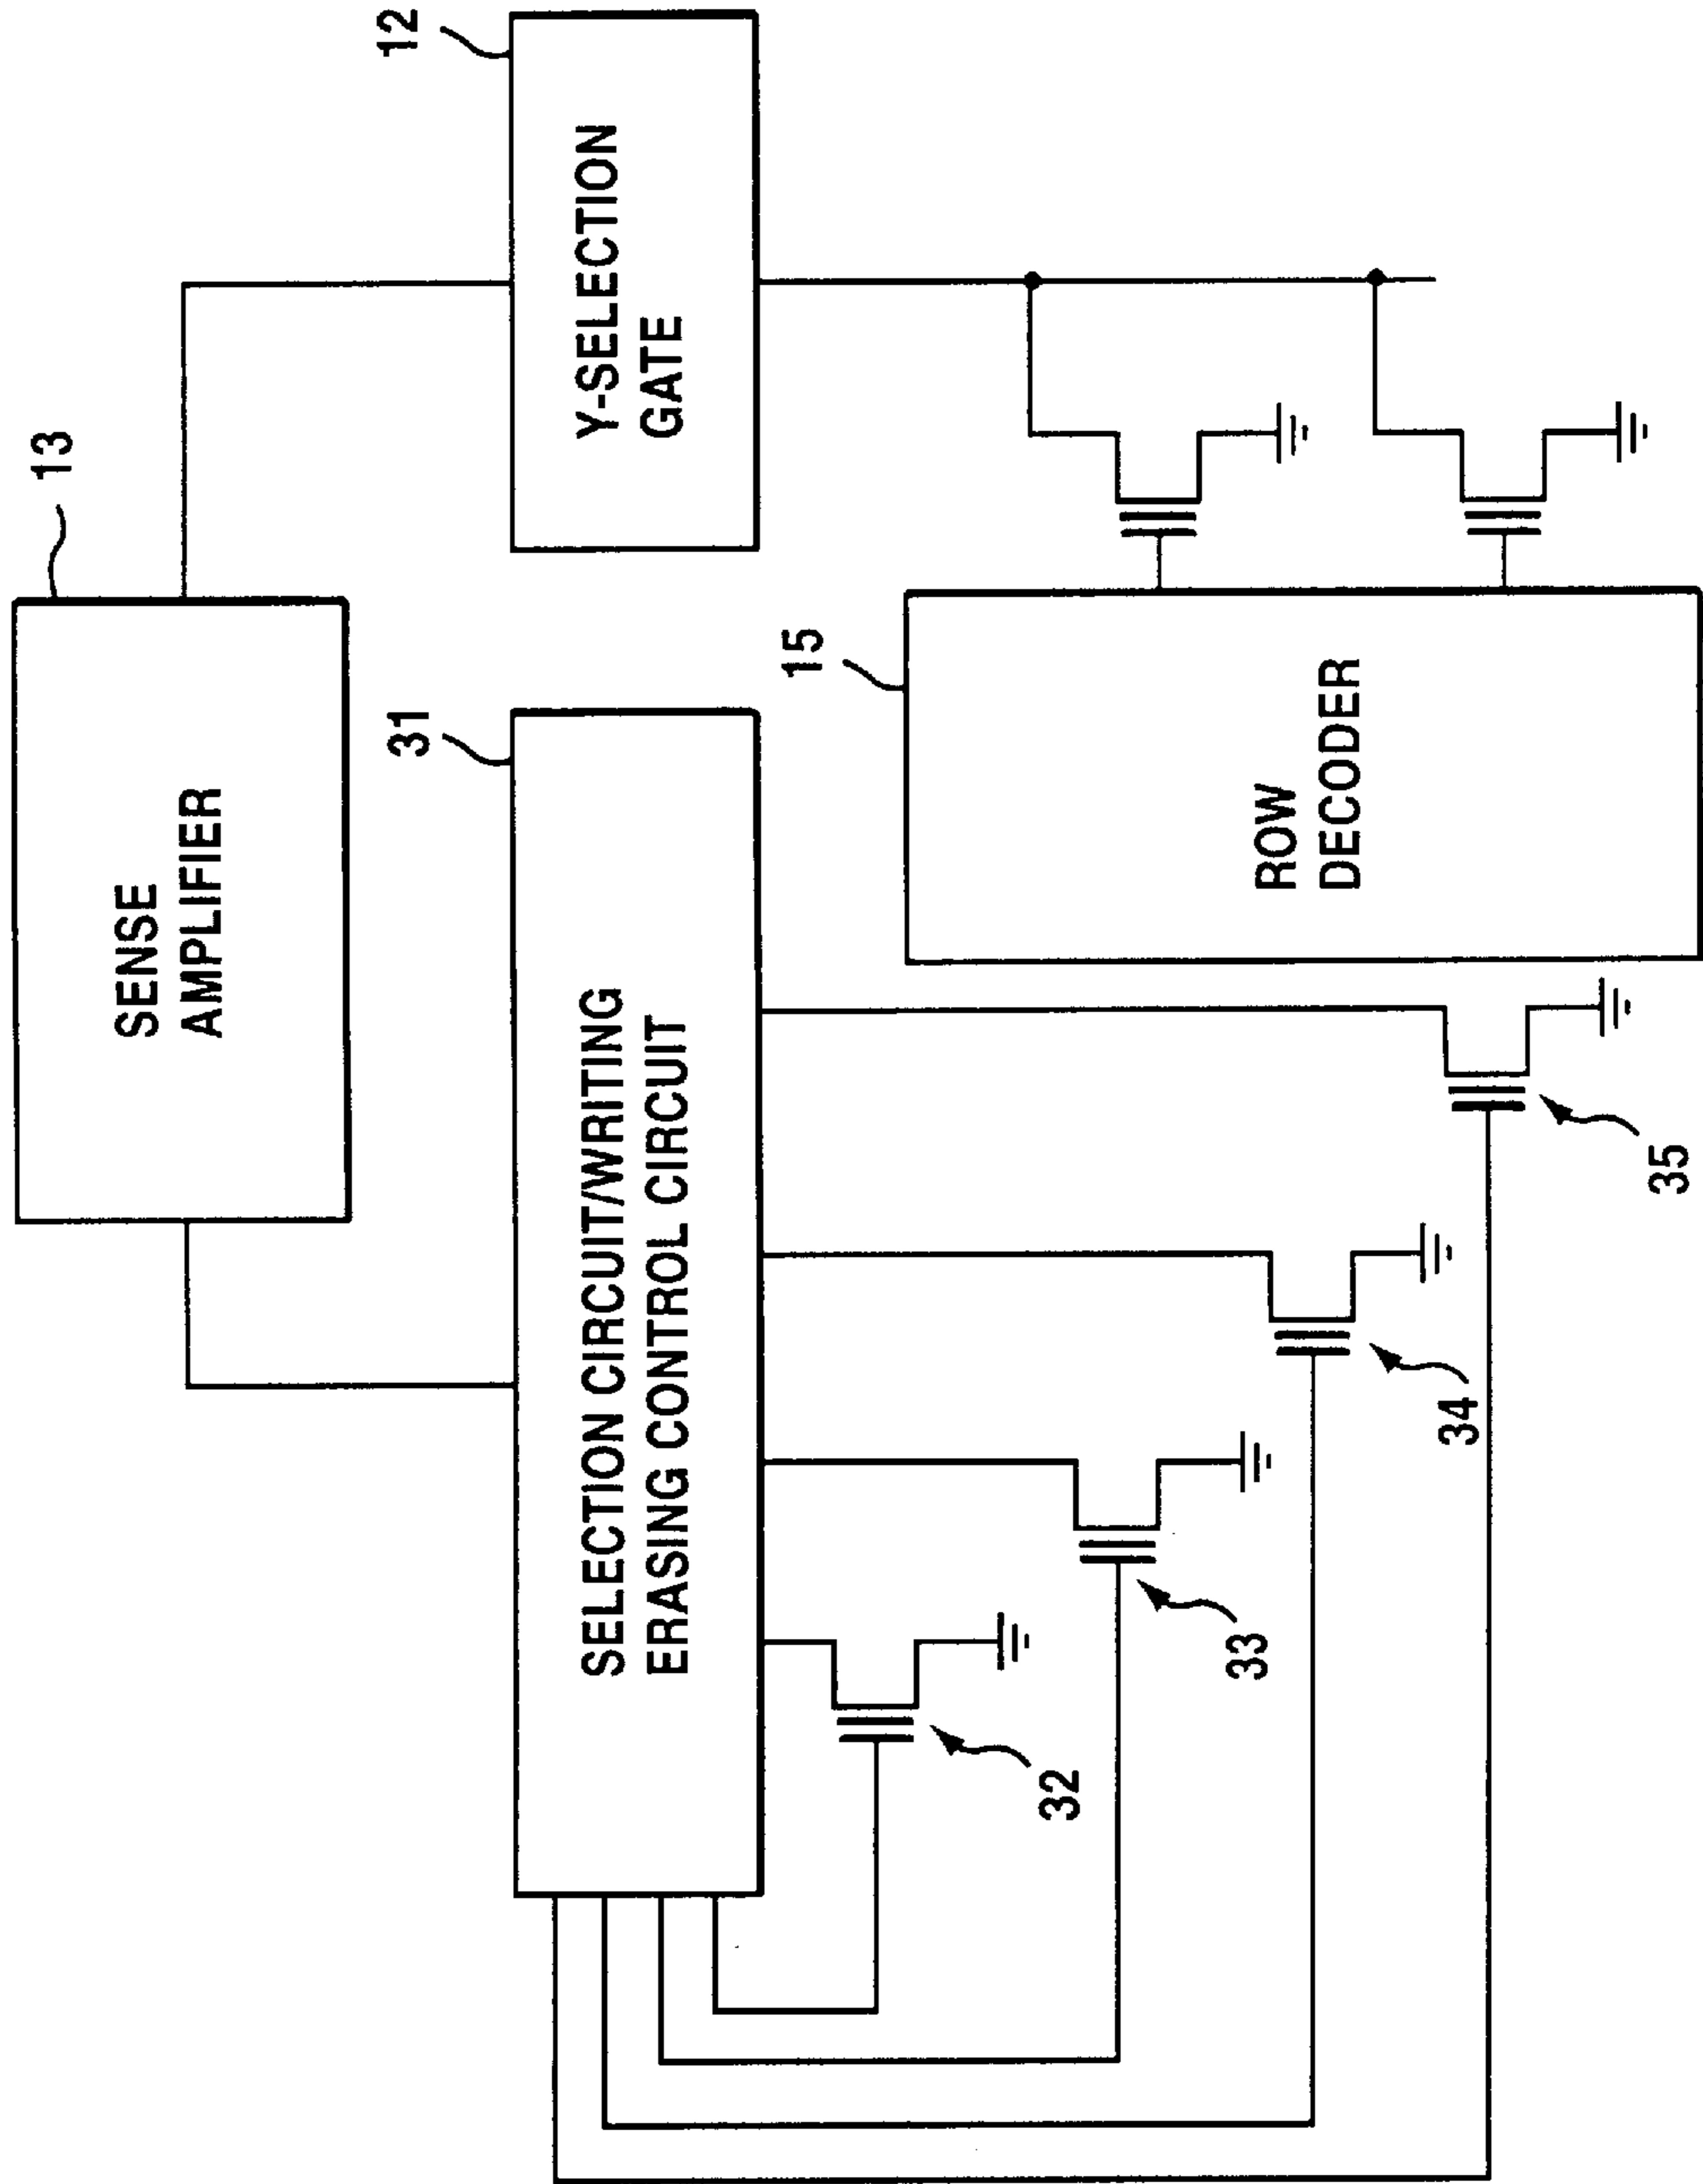 13
SENSE
AMPLIFIER
12
Y-SELECTION
GATE
31
SELECTION CIRCUIT/WRITING
ERASING CONTROL CIRCUIT
15
ROW
DECODER
32
33
34
35